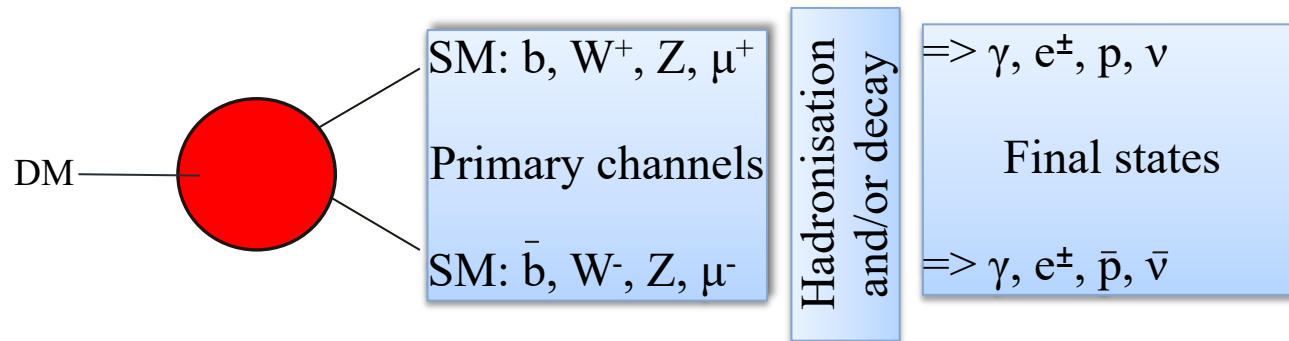 DM
SM: b, W⁺, Z, μ⁺
Primary channels
SM: b̄, W⁻, Z, μ⁻
Hadronisation
and/or decay
=> γ, e±, p, ν
Final states
=> γ, e±, p̄, ν̄